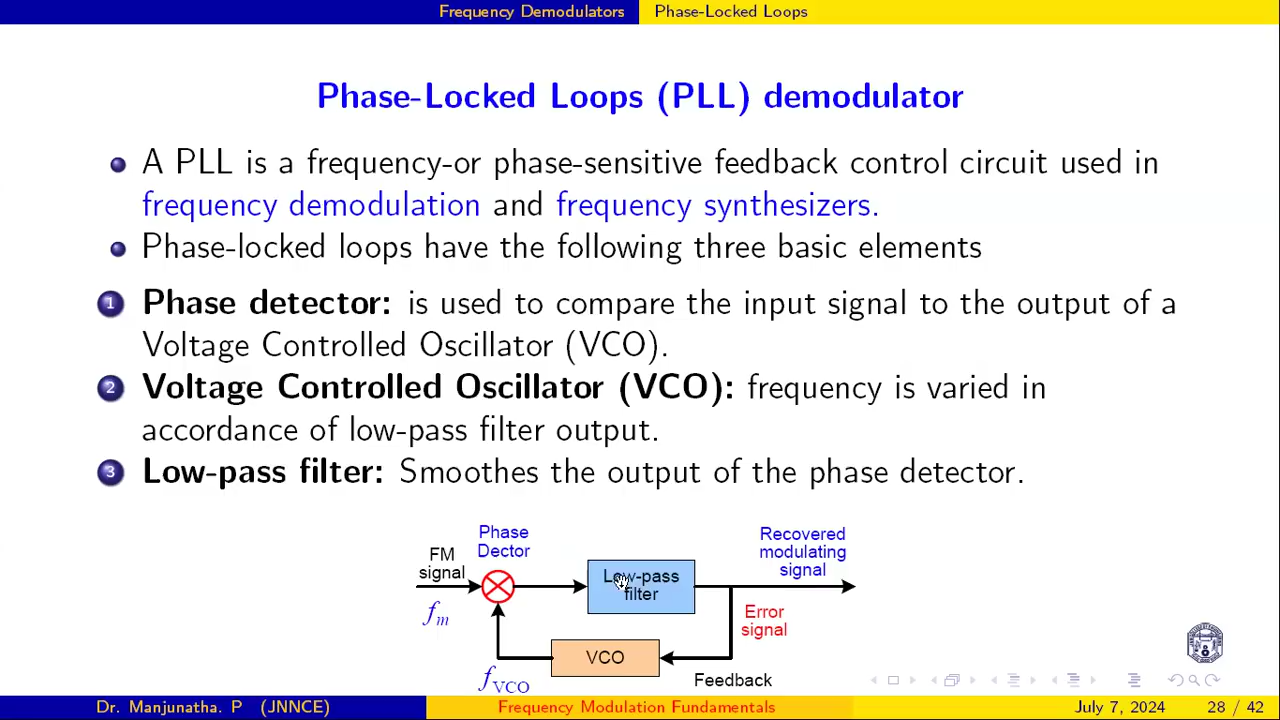 Frequency Demodulators Phase-Locked Loops
Phase-Locked Loops (PLL) demodulator
A PLL is a frequency-or phase-sensitive feedback control circuit used in
frequency demodulation and frequency synthesizers.
Phase-locked loops have the following three basic elements
1 Phase detector: is used to compare the input signal to the output of a
Voltage Controlled Oscillator (VCO).
2 Voltage Controlled Oscillator (VCO): frequency is varied in
accordance of low-pass filter output.
3 Low-pass filter: Smoothes the output of the phase detector.
Phase
Dector
FM
signal
fm
Low-pass
filter
Recovered
modulating
signal
Error
signal
VCO
fVCO
Feedback
Dr. Manjunatha. P (JNNCE) Frequency Modulation Fundamentals July 7, 2024 28 / 42